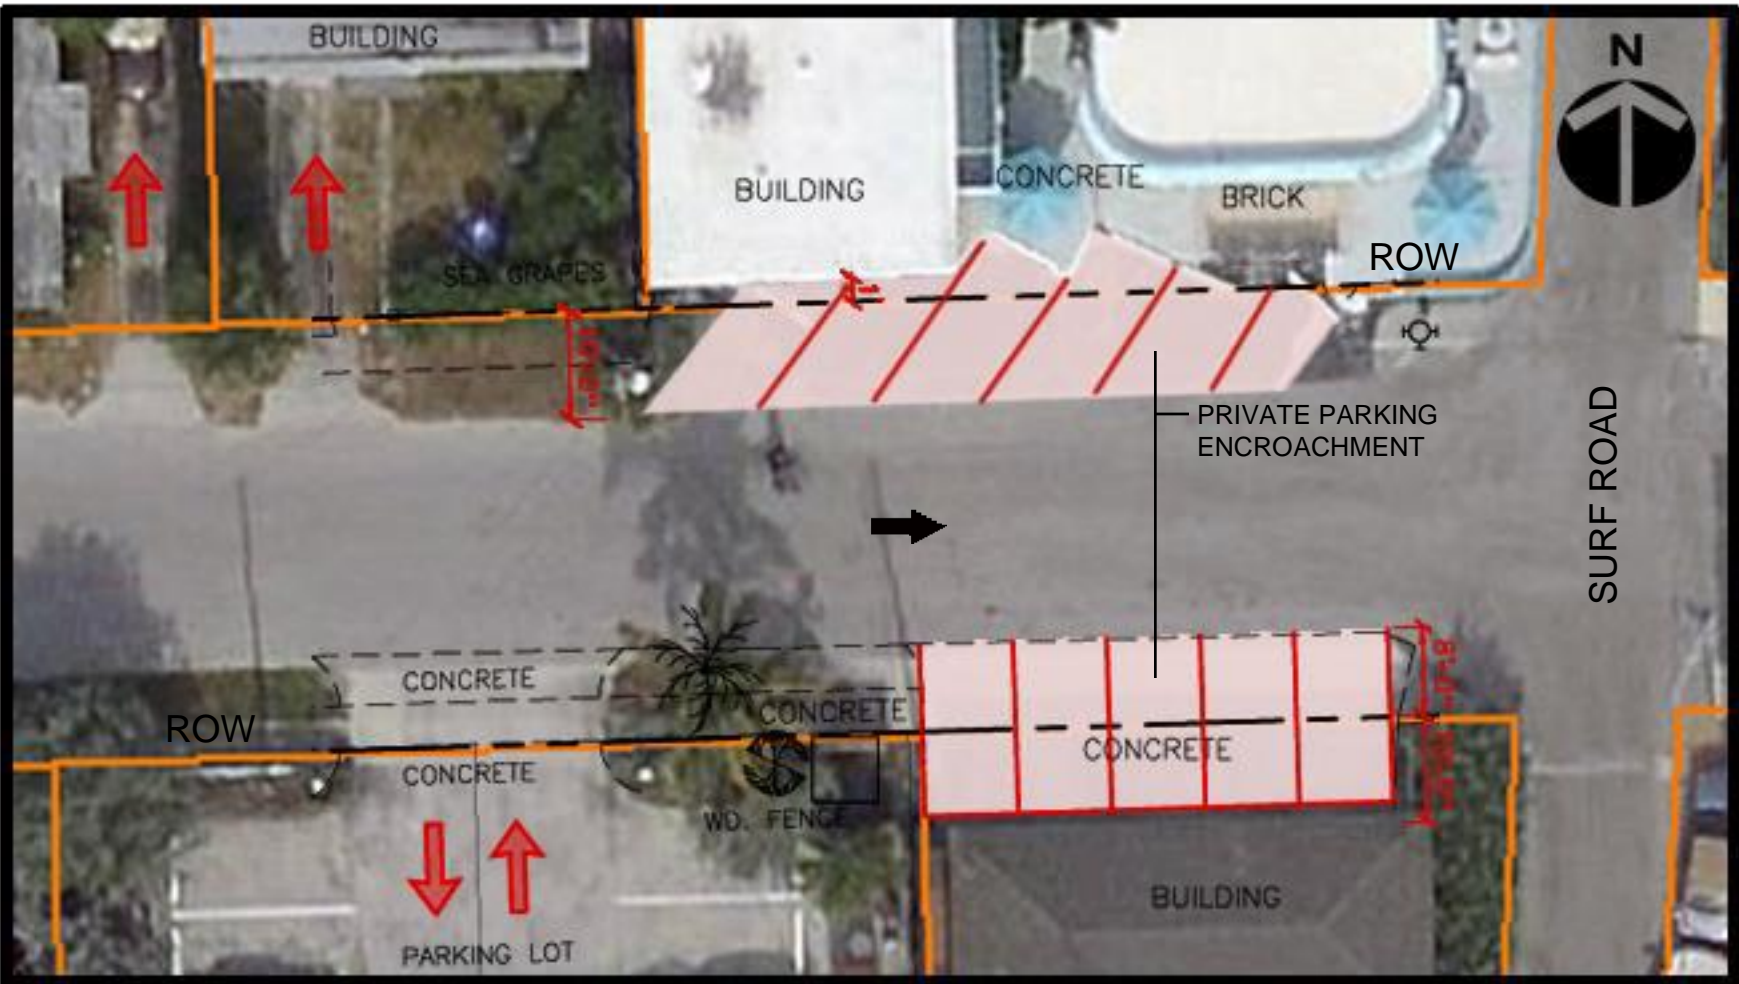 BUILDING
N
BUILDING
CONCRETE
BRICK
ROW
SEA GRAPES
PRIVATE PARKING
ENCROACHMENT
SURF ROAD
CONCRETE
CONCRETE
ROW
CONCRETE
CONCRETE
WD. FENCE
BUILDING
PARKING LOT